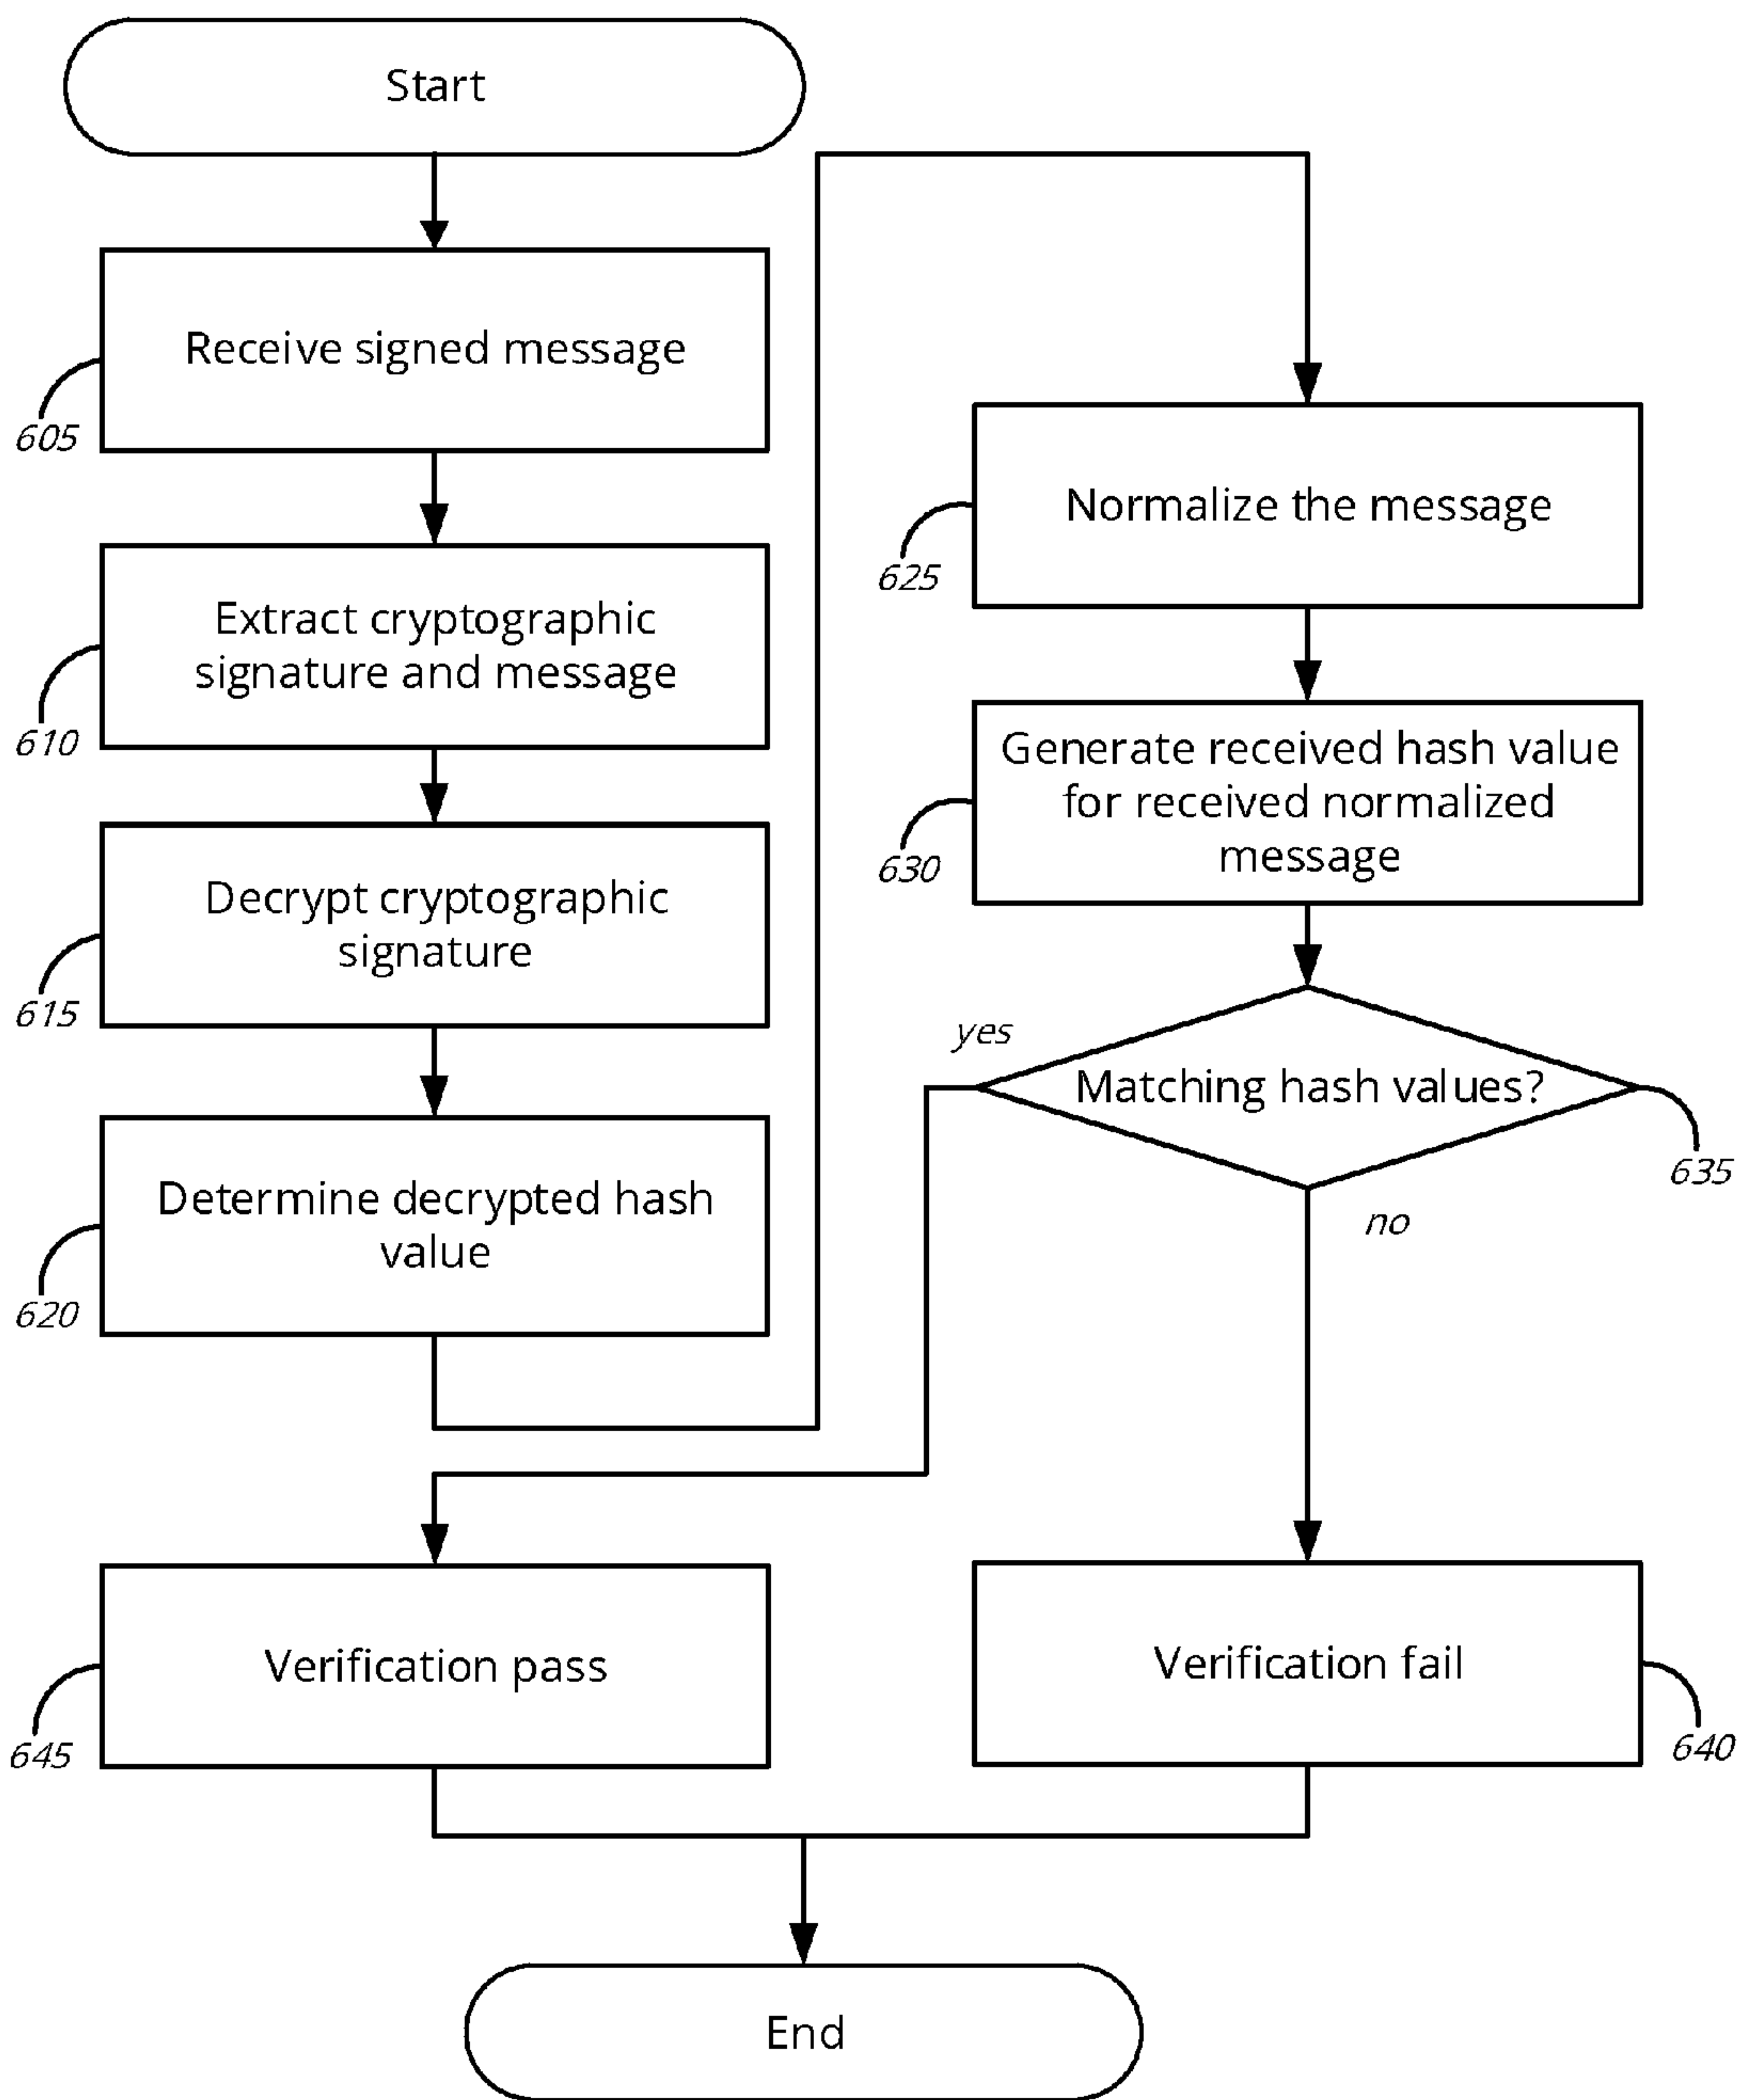 Start
Receive signed message
605
Extract cryptographic
signature and message
610
Decrypt cryptographic
signature
615
Determine decrypted hash
value
620
Normalize the message
625
Generate received hash value
for received normalized
message
630
yes
Matching hash values?
635
no
Verification pass
645
Verification fail
640
End